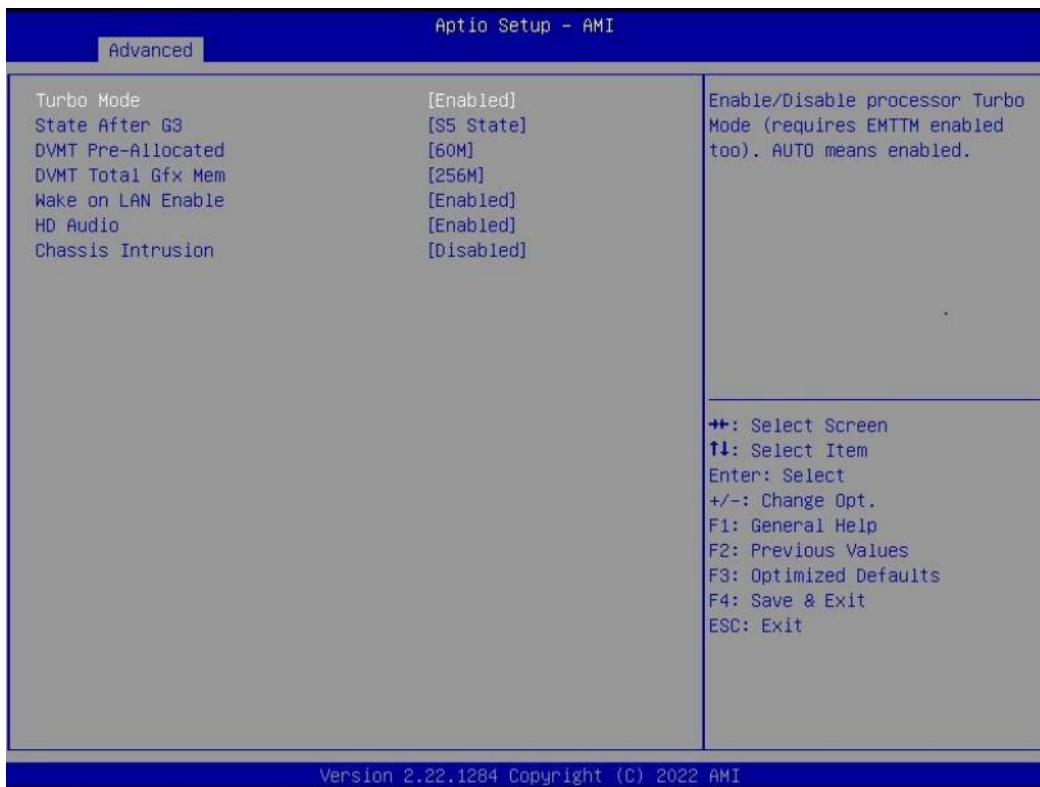 Aptio Setup – AMI
Advanced
Turbo Mode [Enabled]
State After G3 [S5 State]
DVMT Pre-Allocated [60M]
DVMT Total Gfx Mem [256M]
Wake on LAN Enable [Enabled]
HD Audio [Enabled]
Chassis Intrusion [Disabled]
Enable/Disable processor Turbo
Mode (requires EMTTM enabled
too). AUTO means enabled.
→←: Select Screen
↑↓: Select Item
Enter: Select
+/-: Change Opt.
F1: General Help
F2: Previous Values
F3: Optimized Defaults
F4: Save & Exit
ESC: Exit
Version 2.22.1284 Copyright (C) 2022 AMI